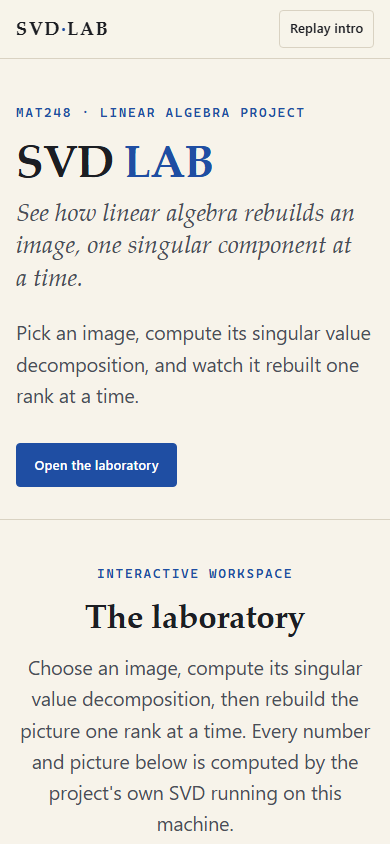 SVD·LAB
Replay intro
MAT248 · LINEAR ALGEBRA PROJECT
SVD LAB
See how linear algebra rebuilds an
image, one singular component at
a time.
Pick an image, compute its singular value
decomposition, and watch it rebuilt one
rank at a time.
Open the laboratory
INTERACTIVE WORKSPACE
The laboratory
Choose an image, compute its singular
value decomposition, then rebuild the
picture one rank at a time. Every number
and picture below is computed by the
project's own SVD running on this
machine.